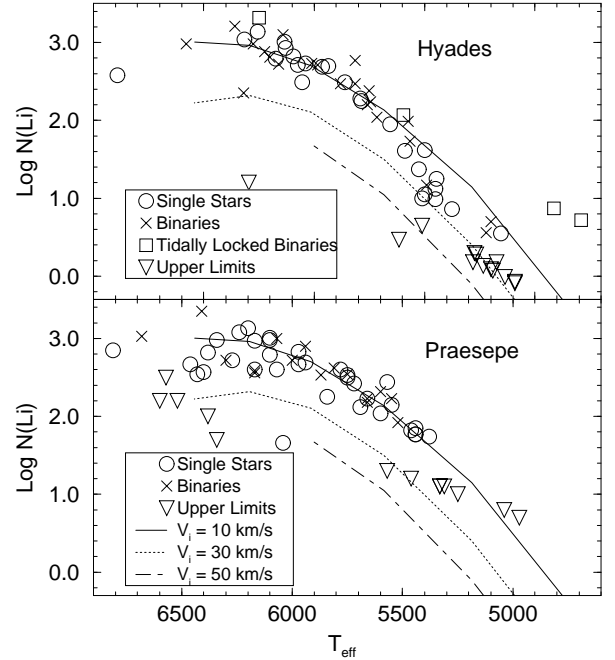 Hyades
Log N(Li)
3.0
2.0
1.0
0.0
Single Stars
Binaries
Tidally Locked Binaries
Upper Limits
Praesepe
Log N(Li)
3.0
2.0
1.0
0.0
Single Stars
Binaries
Upper Limits
V_i = 10 km/s
V_i = 30 km/s
V_i = 50 km/s
6500 6000 5500 5000
T_eff